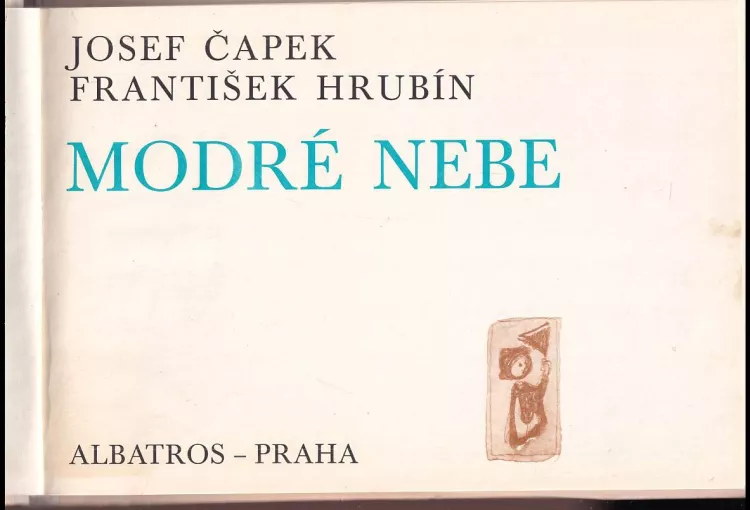 JOSEF ČAPEK
FRANTIŠEK HRUBÍN
MODRÉ NEBE
ALBATROS – PRAHA